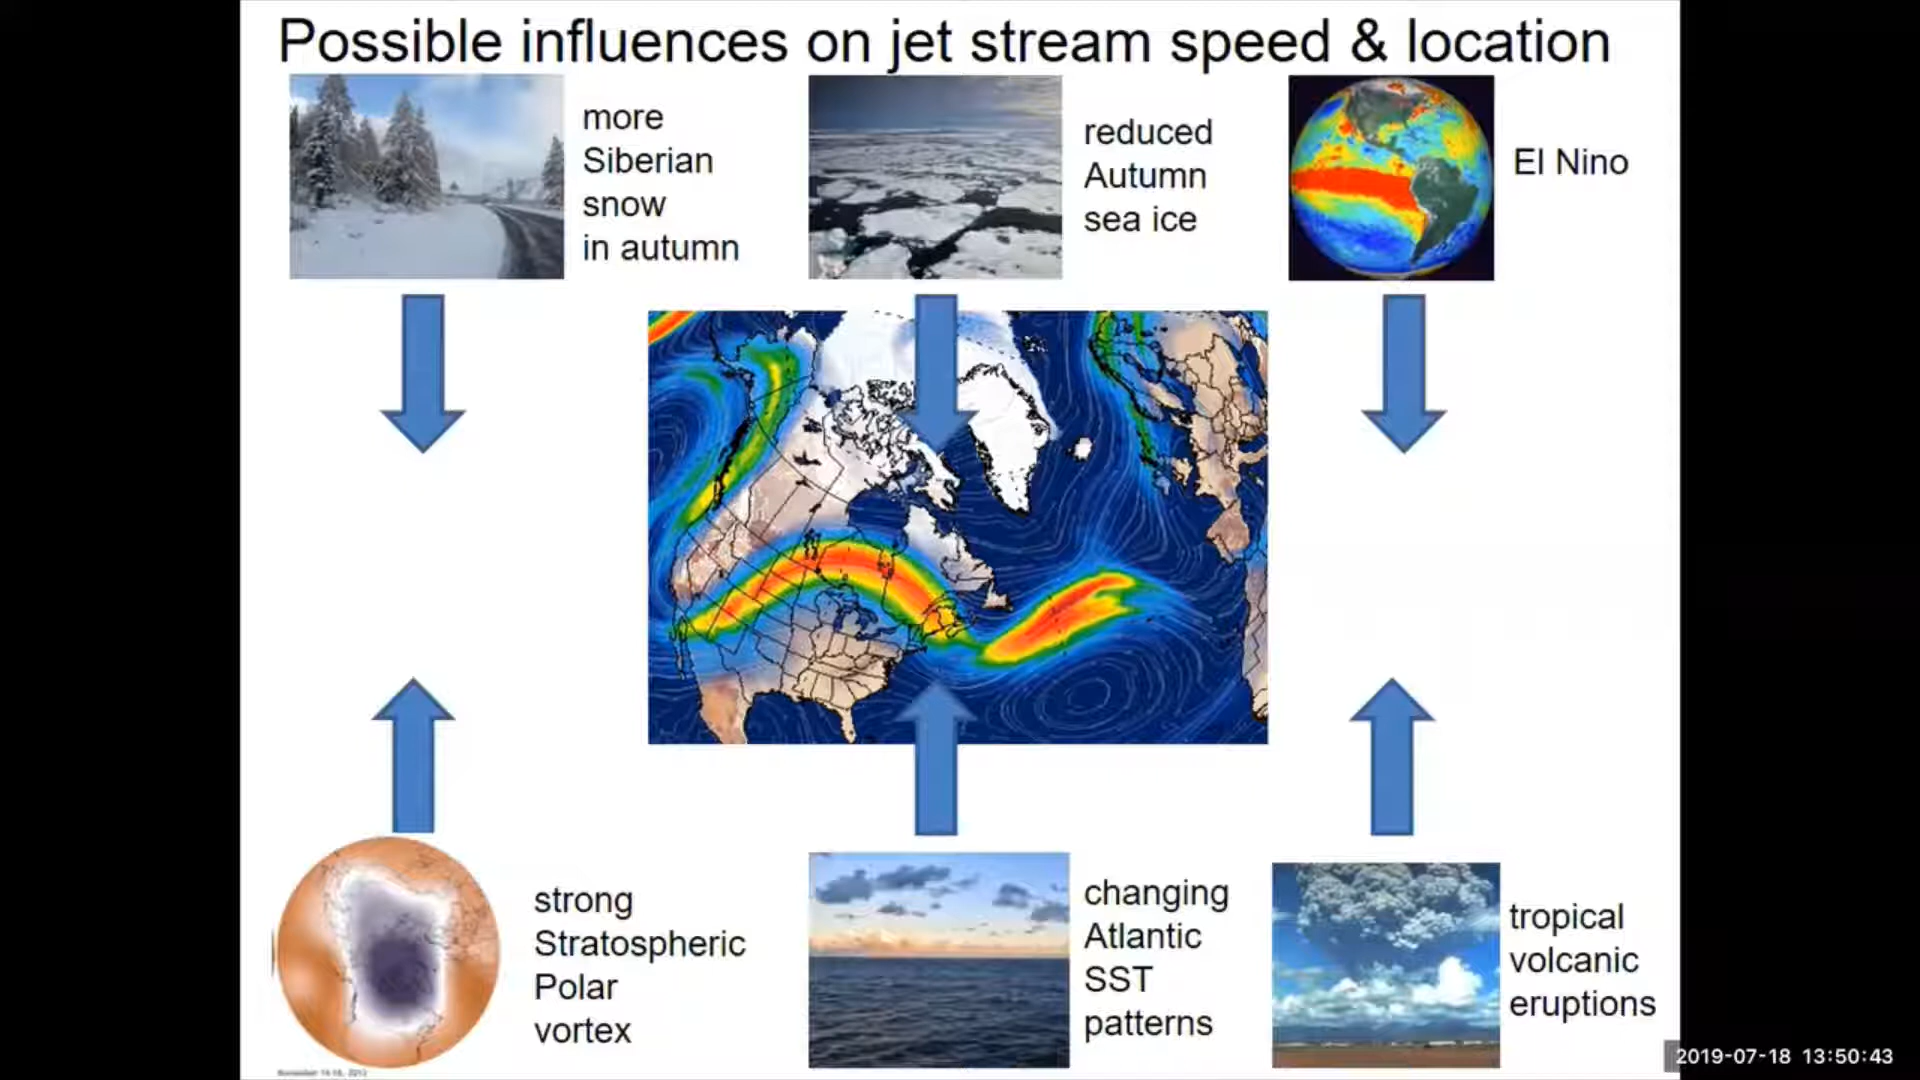 Possible influences on jet stream speed & location
more
Siberian
snow
in autumn
reduced
Autumn
sea ice
El Nino
strong
Stratospheric
Polar
vortex
changing
Atlantic
SST
patterns
tropical
volcanic
eruptions
2019-07-18 13:50:43